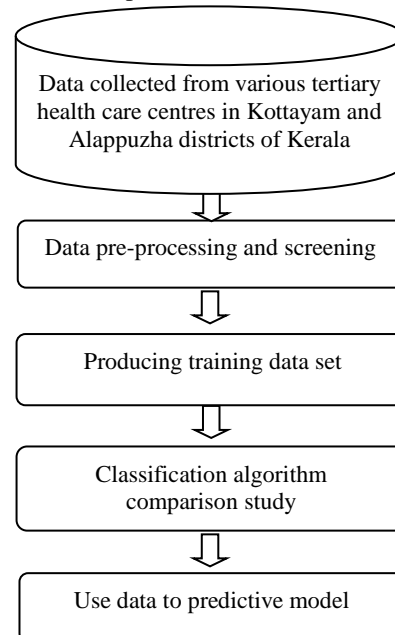 Data collected from various tertiary
health care centres in Kottayam and
Alappuzha districts of Kerala
Data pre-processing and screening
Producing training data set
Classification algorithm
comparison study
Use data to predictive model